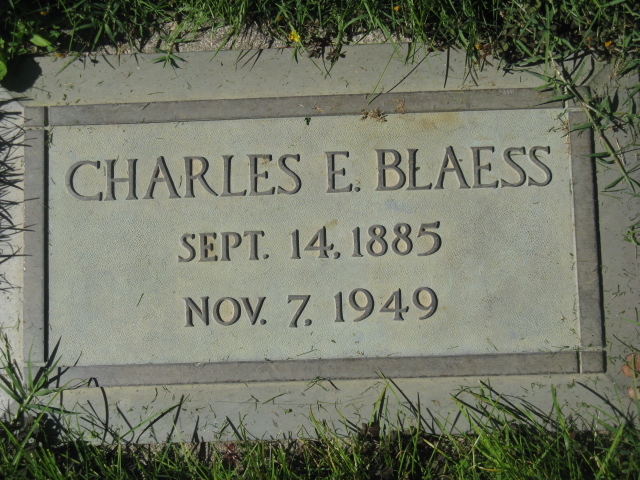 CHARLES E. BLAESS
SEPT. 14, 1885
NOV. 7, 1949